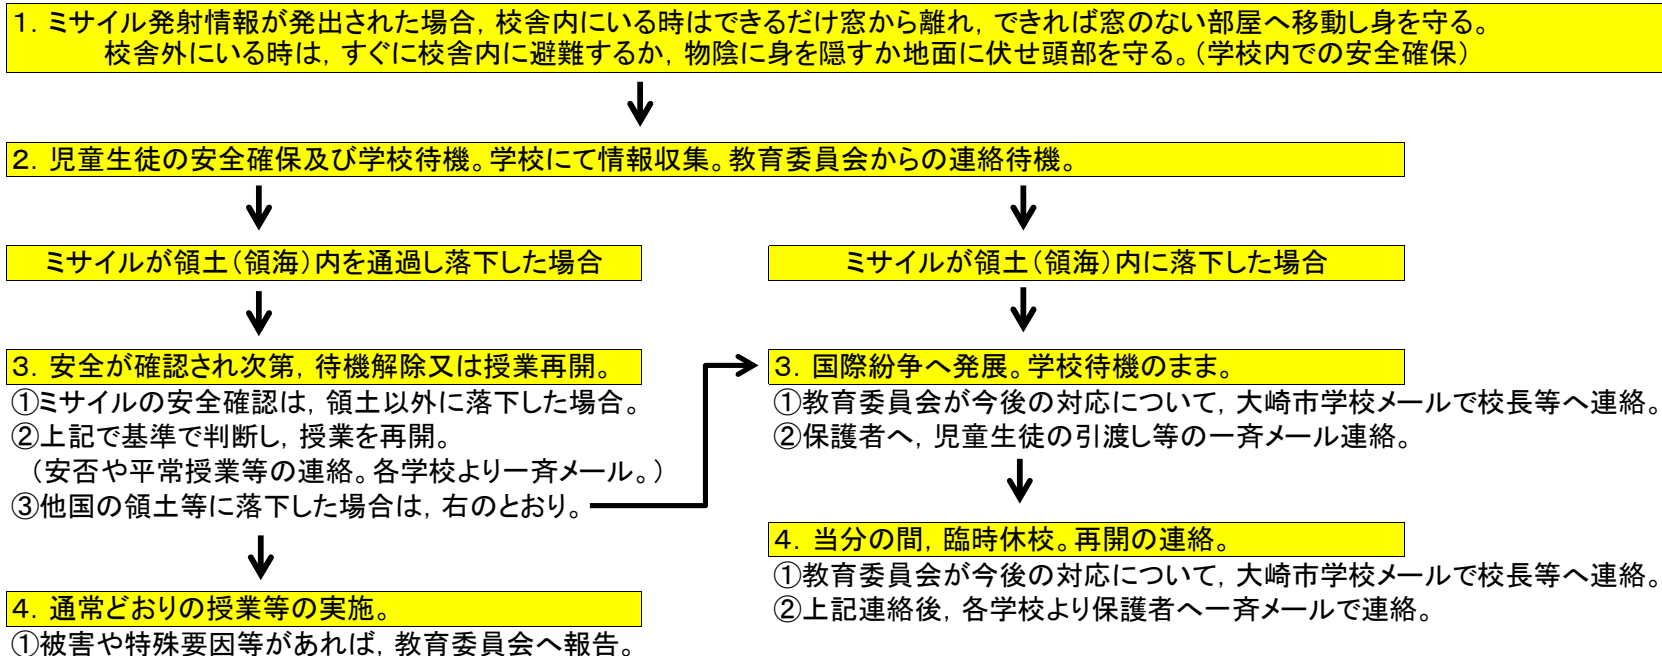 1．ミサイル発射情報が発出された場合，校舎内にいる時はできるだけ窓から離れ，できれば窓のない部屋へ移動し身を守る。
校舎外にいる時は，すぐに校舎内に避難するか，物陰に身を隠すか地面に伏せ頭部を守る。（学校内での安全確保）
2．児童生徒の安全確保及び学校待機。学校にて情報収集。教育委員会からの連絡待機。
ミサイルが領土（領海）内を通過し落下した場合
3．安全が確認され次第，待機解除又は授業再開。
①ミサイルの安全確認は，領土以外に落下した場合。
②上記で基準で判断し，授業を再開。
（安否や平常授業等の連絡。各学校より一斉メール。）
③他国の領土等に落下した場合は，右のとおり。
4．通常どおりの授業等の実施。
①被害や特殊要因等があれば，教育委員会へ報告。
ミサイルが領土（領海）内に落下した場合
3．国際紛争へ発展。学校待機のまま。
①教育委員会が今後の対応について，大崎市学校メールで校長等へ連絡。
②保護者へ，児童生徒の引渡し等の一斉メール連絡。
4．当分の間，臨時休校。再開の連絡。
①教育委員会が今後の対応について，大崎市学校メールで校長等へ連絡。
②上記連絡後，各学校より保護者へ一斉メールで連絡。